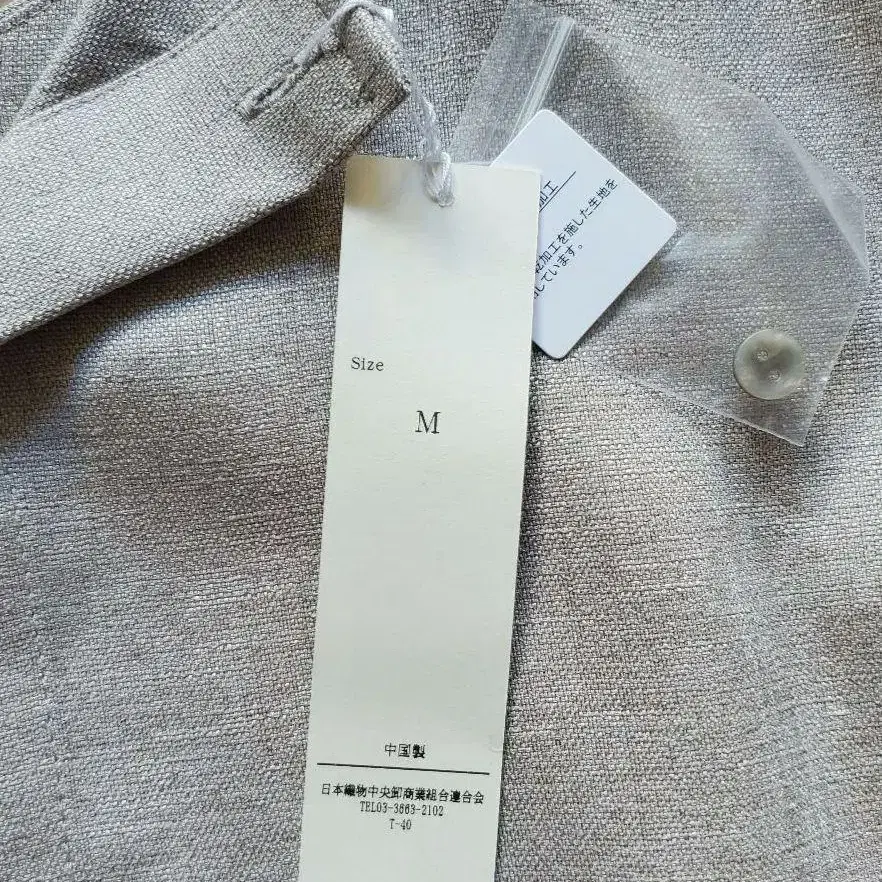 Size
M
中国製
日本織物中央卸商業組合連合会
TEL03-3663-2102
T-40
加工
加工を施した生地を
しています。